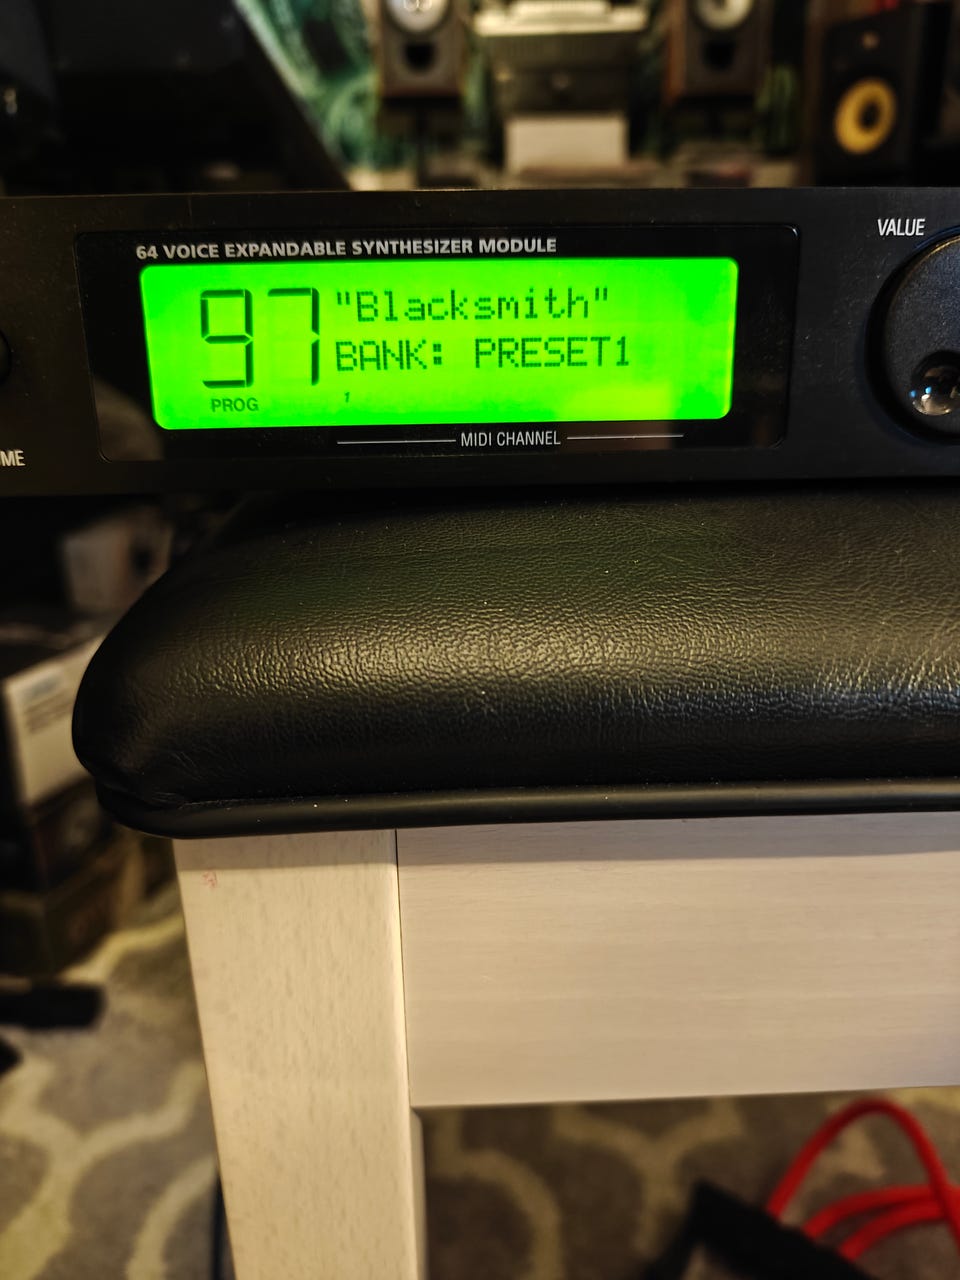 VALUE
64 VOICE EXPANDABLE SYNTHESIZER MODULE
97 "Blacksmith"
BANK: PRESET1
PROG 1
MIDI CHANNEL
ME